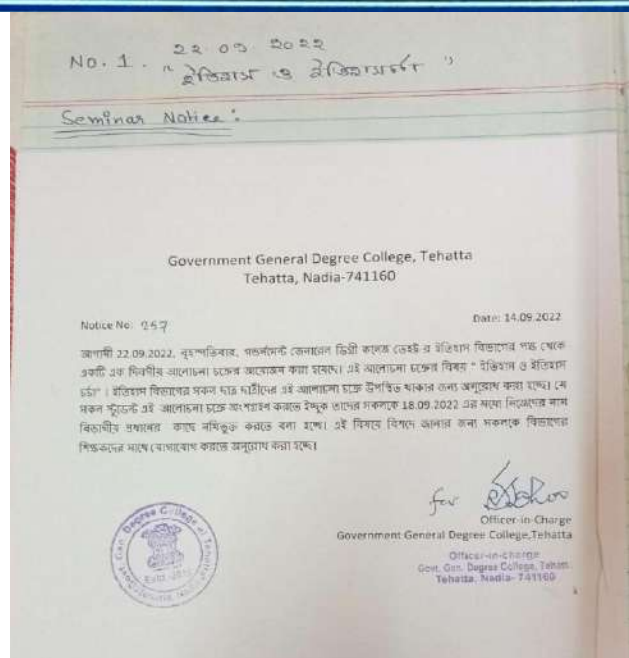 No. 1. 22.09.2022
"ইতিহাস ও ইতিহাসচর্চা"
Seminar Notice:
Government General Degree College, Tehatta
Tehatta, Nadia-741160
Notice No: 257
Date: 14.09.2022
আগামী 22.09.2022, বৃহস্পতিবার, গভর্নমেন্ট জেনারেল ডিগ্রী কলেজ তেহট্ট র ইতিহাস বিভাগের পক্ষ থেকে
একটি এক দিবসীয় আলোচনা চক্রের আয়োজন করা হয়েছে। এই আলোচনা চক্রের বিষয় " ইতিহাস ও ইতিহাস
চর্চা" । ইতিহাস বিভাগের সকল ছাত্র ছাত্রীদের এই আলোচনা চক্রে উপস্থিত থাকার জন্য অনুরোধ করা হচ্ছে। যে
সকল স্টুডেন্ট এই আলোচনা চক্রে অংশগ্রহন করতে ইচ্ছুক তাদের সকলকে 18.09.2022 এর মধ্যে নিজেদের নাম
বিভাগীয় প্রধানের কাছে নথিভুক্ত করতে বলা হচ্ছে। এই বিষয়ে বিশদে জানার জন্য সকলকে বিভাগের
শিক্ষকদের সাথে যোগাযোগ করতে অনুরোধ করা হচ্ছে।
for
Officer-in-Charge
Government General Degree College,Tehatta
Officer-in-charge
Govt. Gen. Degree College, Tehatta
Tehatta, Nadia- 741160